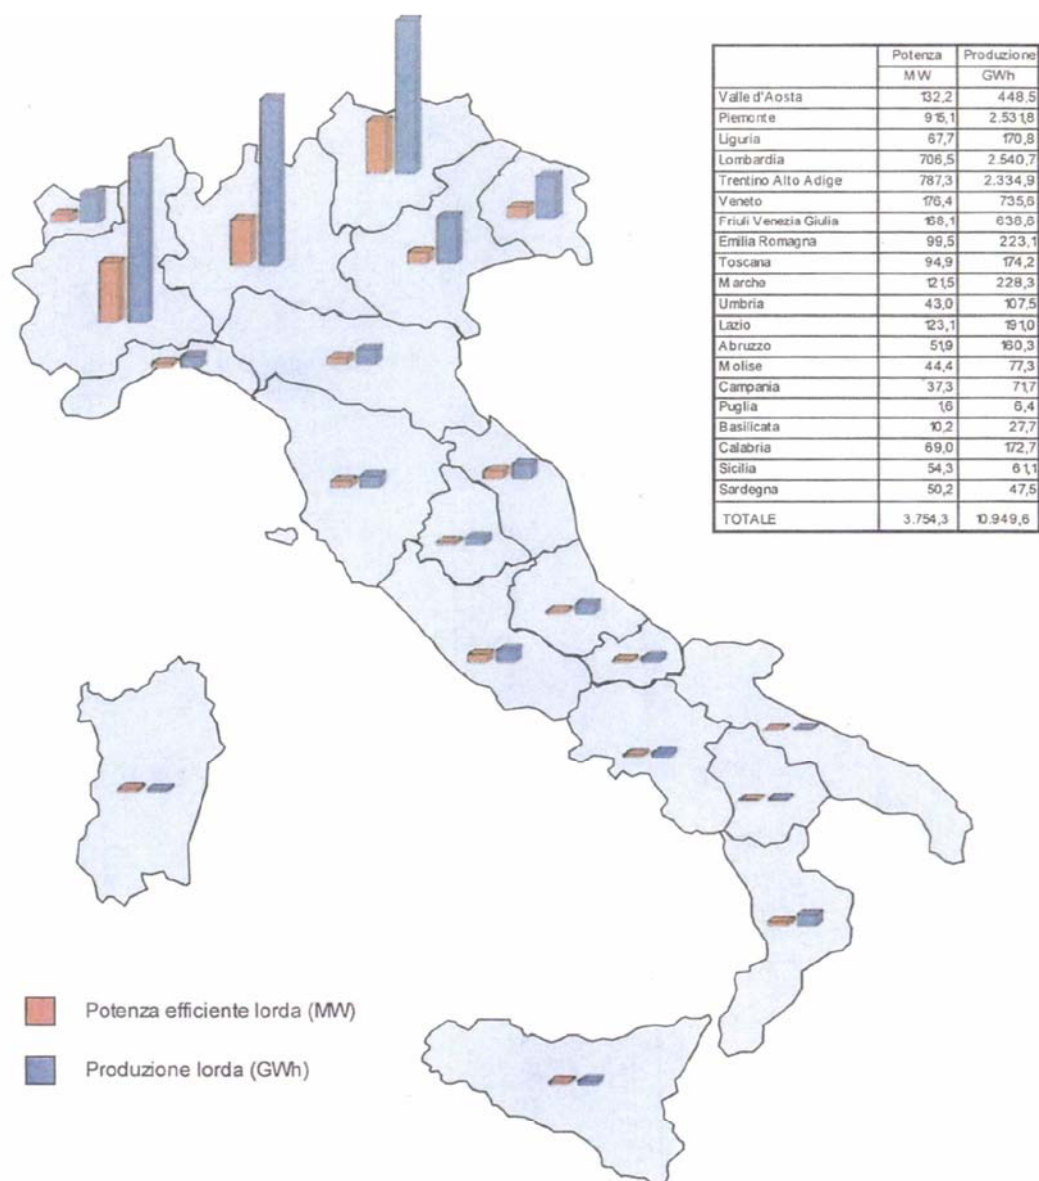 Potenza Produzione
MW GWh
Valle d'Aosta 132,2 448,5
Piemonte 915,1 2.531,8
Liguria 67,7 170,8
Lombardia 706,5 2.540,7
Trentino Alto Adige 787,3 2.334,9
Veneto 176,4 735,6
Friuli Venezia Giulia 168,1 638,6
Emilia Romagna 99,5 223,1
Toscana 94,9 174,2
Marche 121,5 228,3
Umbria 43,0 107,5
Lazio 123,1 191,0
Abruzzo 51,9 160,3
Molise 44,4 77,3
Campania 37,3 71,7
Puglia 1,6 6,4
Basilicata 10,2 27,7
Calabria 69,0 172,7
Sicilia 54,3 61,1
Sardegna 50,2 47,5
TOTALE 3.754,3 10.949,6
Potenza efficiente lorda (MW)
Produzione lorda (GWh)